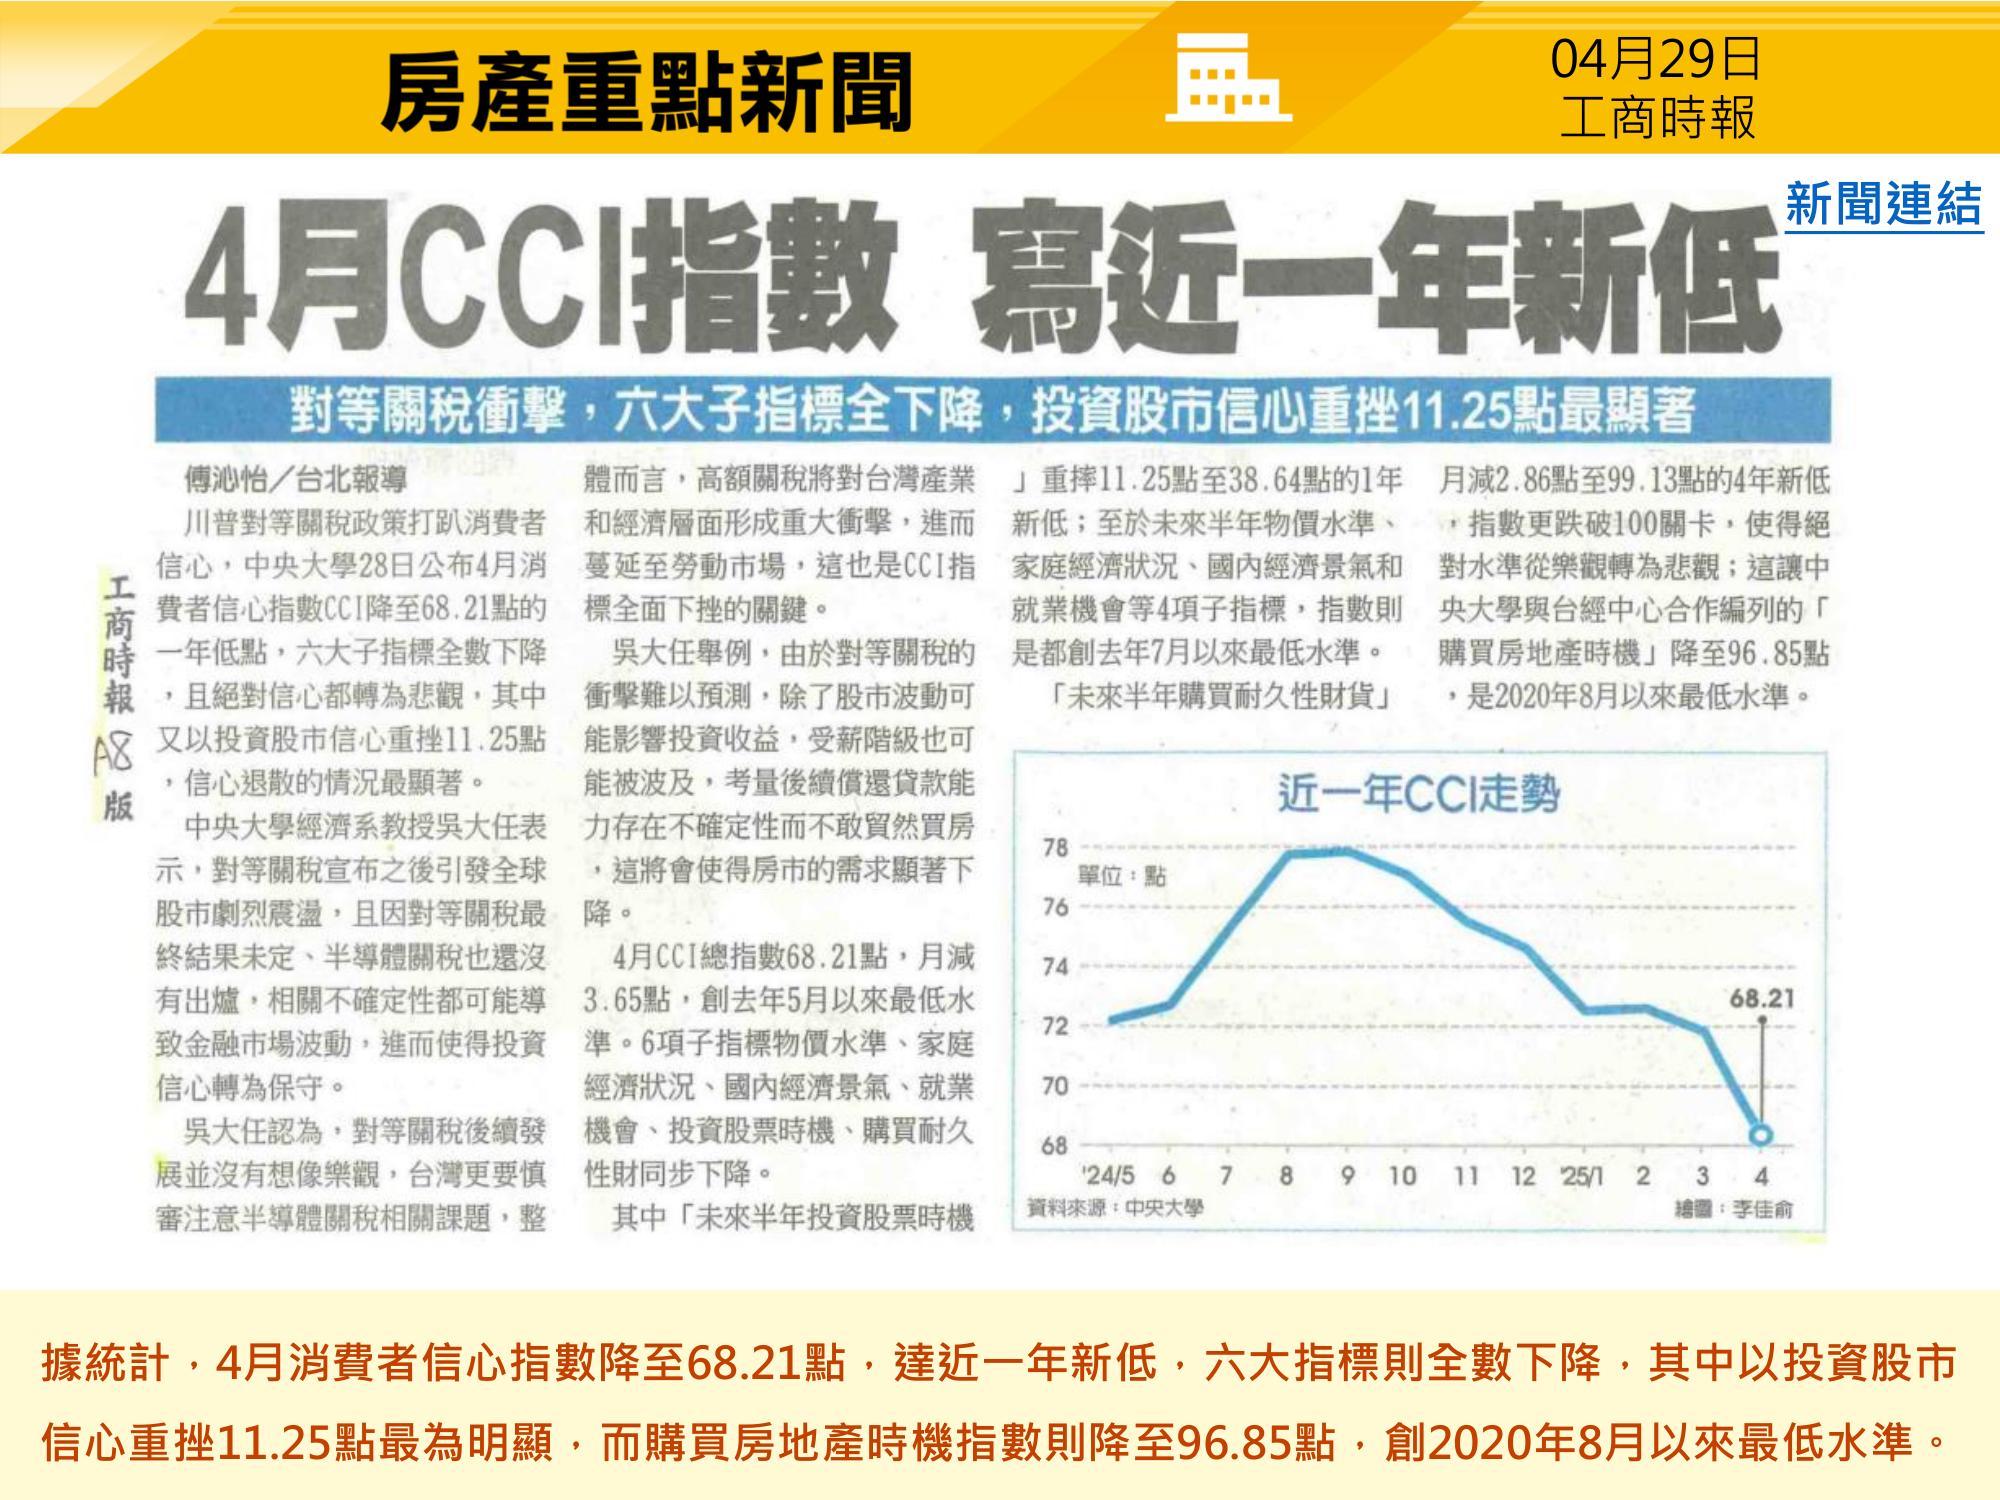 房產重點新聞
04月29日
工商時報
新聞連結
4月CCI指數 寫近一年新低
對等關稅衝擊，六大子指標全下降，投資股市信心重挫11.25點最顯著
工商時報 A8 版
傅沁怡／台北報導
川普對等關稅政策打趴消費者
信心，中央大學28日公布4月消
費者信心指數CCI降至68.21點的
一年低點，六大子指標全數下降
，且絕對信心都轉為悲觀，其中
又以投資股市信心重挫11.25點
，信心退散的情況最顯著。
中央大學經濟系教授吳大任表
示，對等關稅宣布之後引發全球
股市劇烈震盪，且因對等關稅最
終結果未定、半導體關稅也還沒
有出爐，相關不確定性都可能導
致金融市場波動，進而使得投資
信心轉為保守。
吳大任認為，對等關稅後續發
展並沒有想像樂觀，台灣更要慎
審注意半導體關稅相關課題，整
體而言，高額關稅將對台灣產業
和經濟層面形成重大衝擊，進而
蔓延至勞動市場，這也是CCI指
標全面下挫的關鍵。
吳大任舉例，由於對等關稅的
衝擊難以預測，除了股市波動可
能影響投資收益，受薪階級也可
能被波及，考量後續償還貸款能
力存在不確定性而不敢貿然買房
，這將會使得房市的需求顯著下
降。
4月CCI總指數68.21點，月減
3.65點，創去年5月以來最低水
準。6項子指標物價水準、家庭
經濟狀況、國內經濟景氣、就業
機會、投資股票時機、購買耐久
性財同步下降。
其中「未來半年投資股票時機
」重摔11.25點至38.64點的1年
新低；至於未來半年物價水準、
家庭經濟狀況、國內經濟景氣和
就業機會等4項子指標，指數則
是都創去年7月以來最低水準。
「未來半年購買耐久性財貨」
月減2.86點至99.13點的4年新低
，指數更跌破100關卡，使得絕
對水準從樂觀轉為悲觀；這讓中
央大學與台經中心合作編列的「
購買房地產時機」降至96.85點
，是2020年8月以來最低水準。
近一年CCI走勢
單位：點
78
76
74
72
70
68
68.21
'24/5 6 7 8 9 10 11 12 '25/1 2 3 4
資料來源：中央大學 繪圖：李佳俞
據統計，4月消費者信心指數降至68.21點，達近一年新低，六大指標則全數下降，其中以投資股市
信心重挫11.25點最為明顯，而購買房地產時機指數則降至96.85點，創2020年8月以來最低水準。